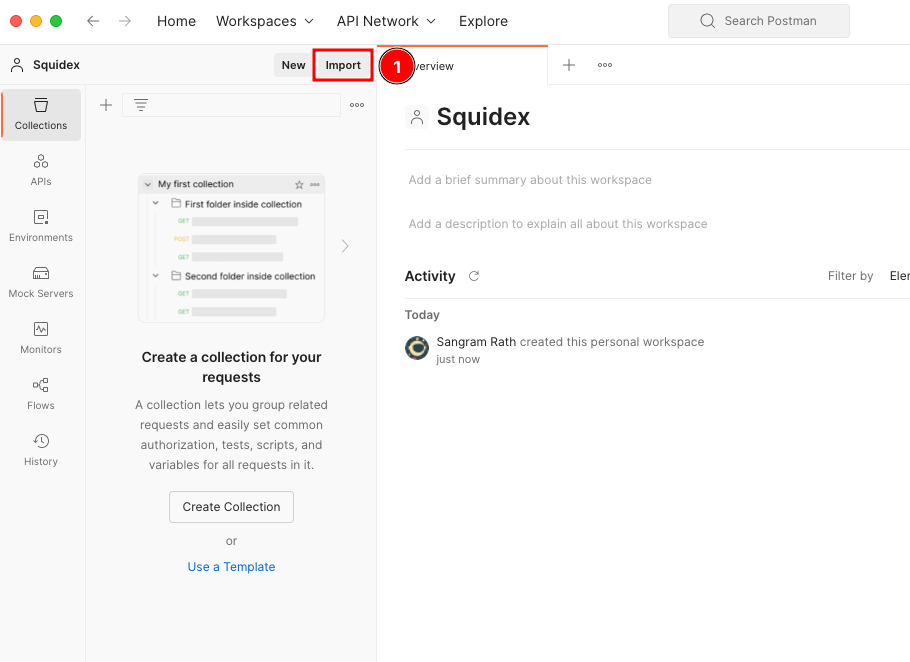 Home Workspaces API Network Explore Search Postman
Squidex New Import 1 verview
Collections
APIs
Environments
Mock Servers
Monitors
Flows
History
My first collection
First folder inside collection
GET
POST
GET
Second folder inside collection
GET
GET
Create a collection for your
requests
A collection lets you group related
requests and easily set common
authorization, tests, scripts, and
variables for all requests in it.
Create Collection
or
Use a Template
Squidex
Add a brief summary about this workspace
Add a description to explain all about this workspace
Activity Filter by Eler
Today
Sangram Rath created this personal workspace
just now